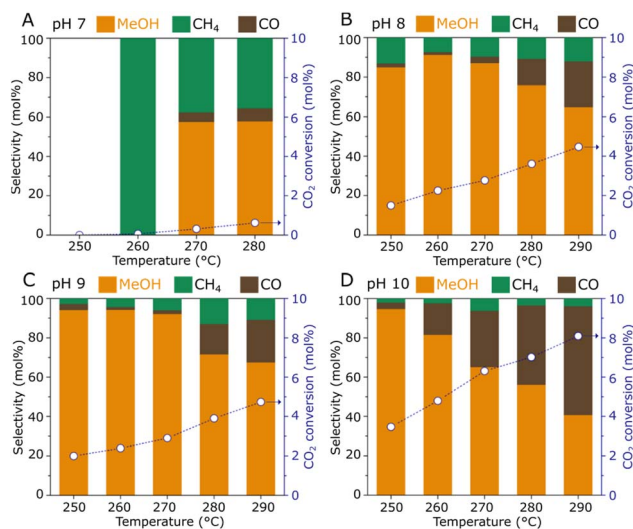 A pH 7 MeOH CH₄ CO
Selectivity (mol%)
100
80
60
40
20
0
10
8
6
4
2
0
CO₂ conversion (mol%)
250 260 270 280
Temperature (°C)
B pH 8 MeOH CH₄ CO
Selectivity (mol%)
100
80
60
40
20
0
10
8
6
4
2
0
CO₂ conversion (mol%)
250 260 270 280 290
Temperature (°C)
C pH 9 MeOH CH₄ CO
Selectivity (mol%)
100
80
60
40
20
0
10
8
6
4
2
0
CO₂ conversion (mol%)
250 260 270 280 290
Temperature (°C)
D pH 10 MeOH CH₄ CO
Selectivity (mol%)
100
80
60
40
20
0
10
8
6
4
2
0
CO₂ conversion (mol%)
250 260 270 280 290
Temperature (°C)